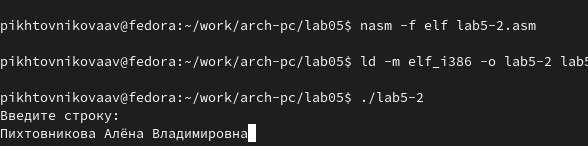 pikhtovnikovaav@fedora:~/work/arch-pc/lab05$ nasm -f elf lab5-2.asm
pikhtovnikovaav@fedora:~/work/arch-pc/lab05$ ld -m elf_i386 -o lab5-2 lab5
pikhtovnikovaav@fedora:~/work/arch-pc/lab05$ ./lab5-2
Введите строку:
Пихтовникова Алёна Владимировна